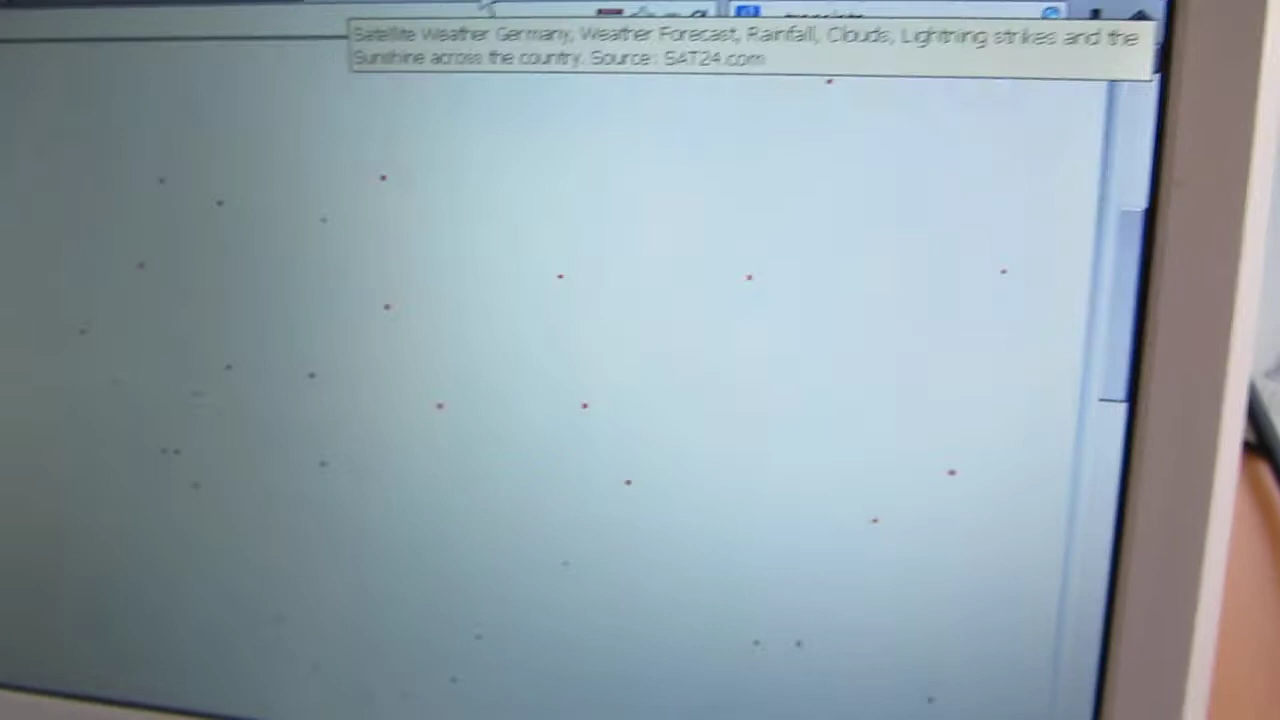 Satellite Weather Germany, Weather Forecast, Rainfall, Clouds, Lightning strikes and the
Sunshine across the country. Source: SAT24.com